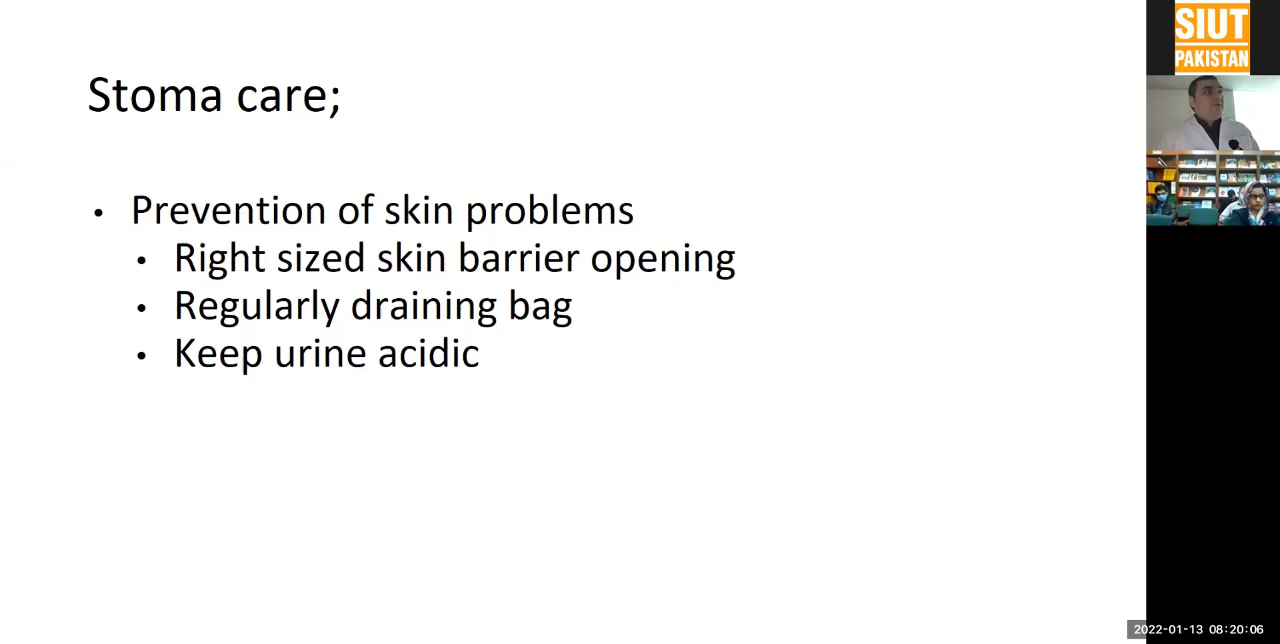 Stoma care;
• Prevention of skin problems
• Right sized skin barrier opening
• Regularly draining bag
• Keep urine acidic
SIUT
PAKISTAN
2022-01-13 08:20:06